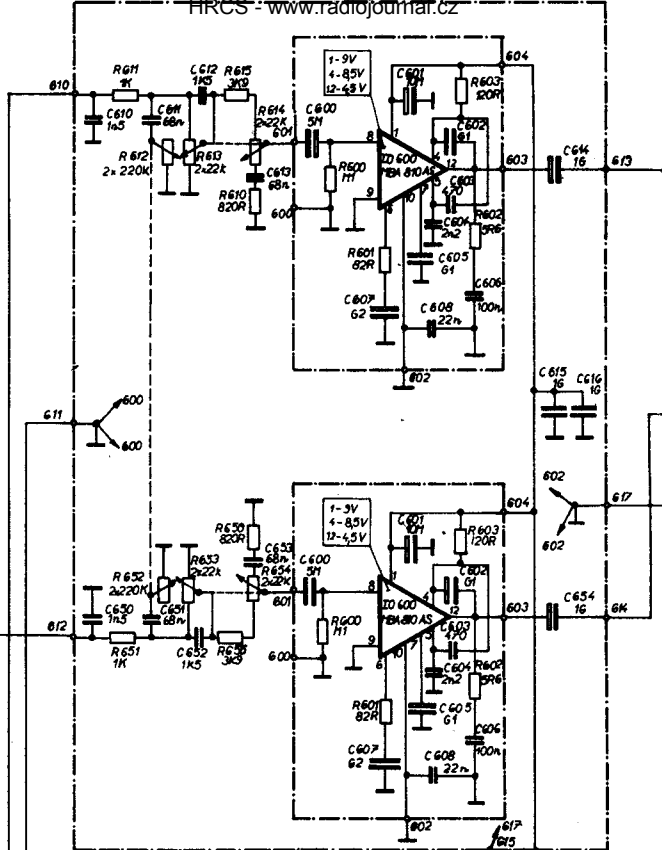 HRCS - www.radiojournal.cz
1-9V
4-8,5V
12-4,5V
604
C601
10M
R603
120R
610
R611
1K
C612
1K5
R615
3K9
C610
1n5
C611
68n
R614
2x22K
601
C600
5M
8
1
C602
G1
R612
2x220K
R613
2x22k
C613
68n
R610
820R
R600
M1
600
IO 600
MBA 810 AS
9
4
12
603
C603
470
5
10
7
6
C604
2n2
R602
5R6
C614
1G
613
R601
82R
C605
G1
C607
G2
C608
22n
C606
100n
602
C615
1G
C616
1G
611
600
600
1-9V
4-8,5V
12-4,5V
604
602
617
602
C601
10M
R603
120R
R650
820R
C653
68n
R654
2x22K
R652
2x220K
R653
2x22k
C650
1n5
C651
68n
612
R651
1K
C652
1K5
R655
3K9
601
C600
5M
8
1
C602
G1
R600
M1
600
IO 600
MBA 810 AS
9
4
12
603
C603
470
5
10
7
6
C604
2n2
R602
5R6
C654
1G
614
R601
82R
C605
G1
C607
G2
C608
22n
C606
100n
602
617
615